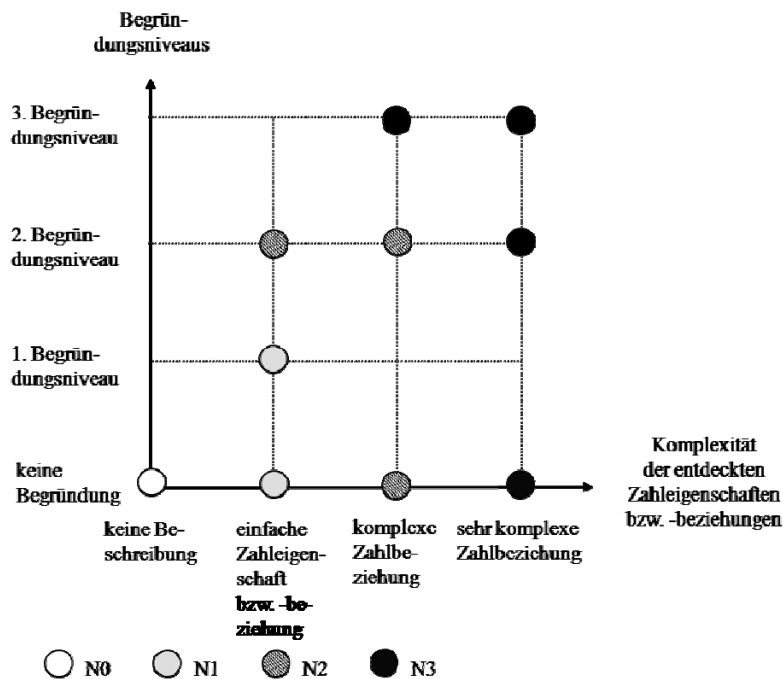 Begrün-
dungsniveaus
3. Begrün-
dungsniveau
2. Begrün-
dungsniveau
1. Begrün-
dungsniveau
keine
Begründung
Komplexität
der entdeckten
Zahleigenschaften
bzw. -beziehungen
keine Be-
schreibung
einfache
Zahleigen-
schaft
bzw. -be-
ziehung
komplexe
Zahlbe-
ziehung
sehr komplexe
Zahlbeziehung
N0 N1 N2 N3